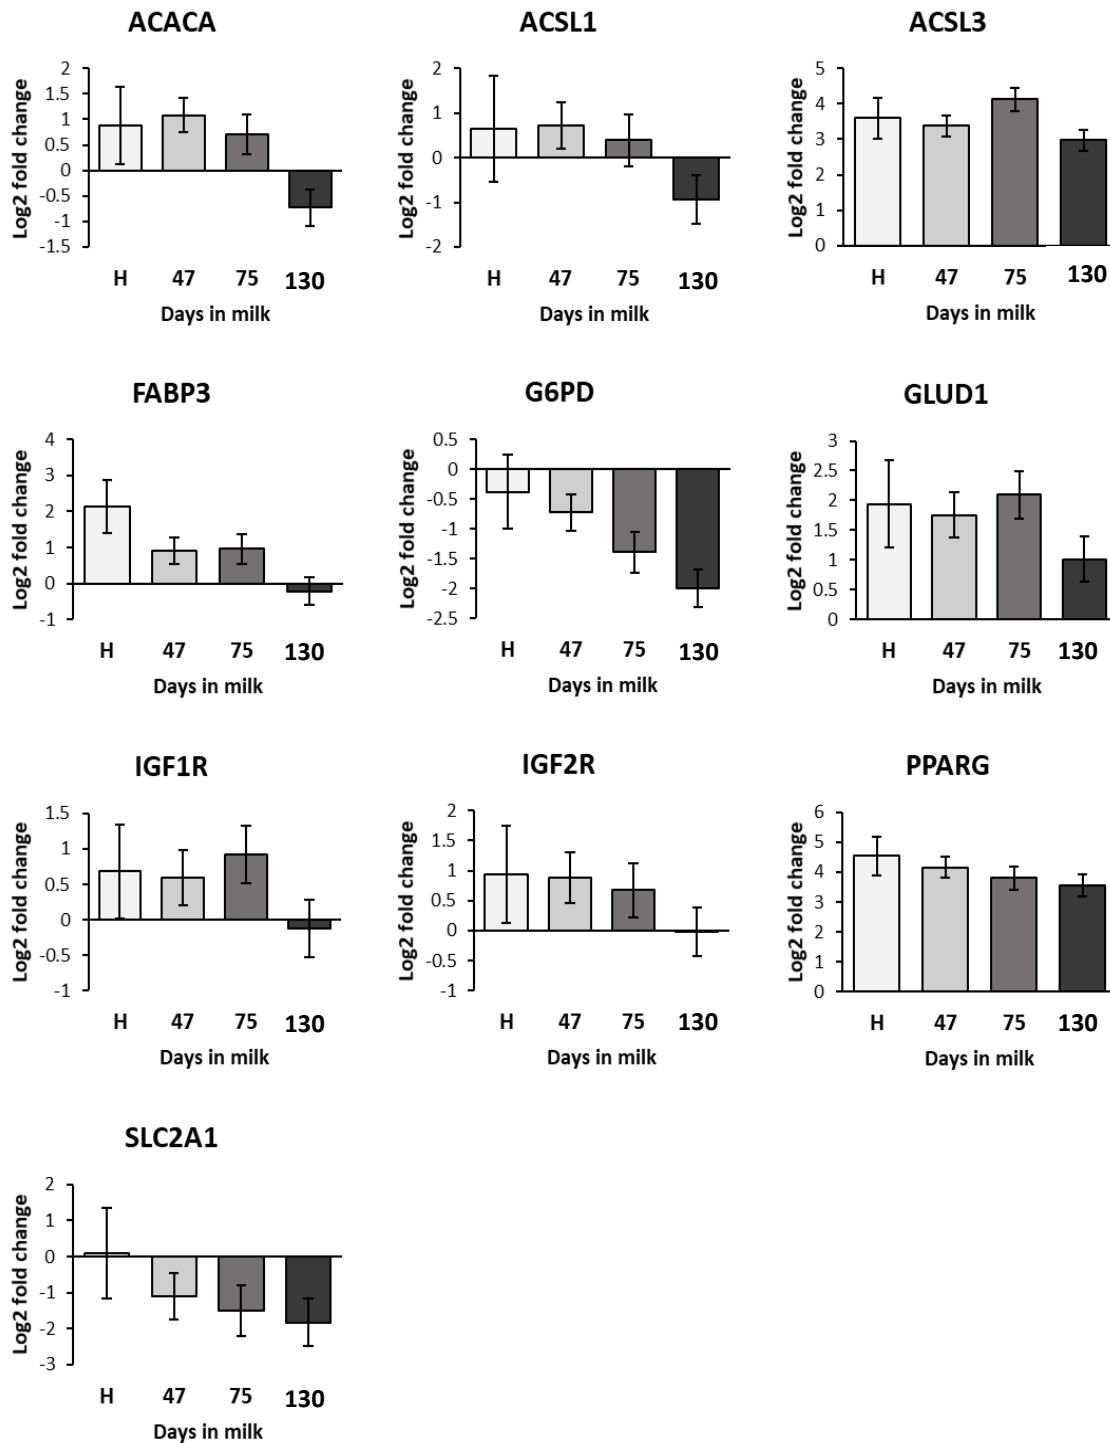 ACACA
Log2 fold change
2
1.5
1
0.5
0
-0.5
-1
-1.5
H 47 75 130
Days in milk
ACSL1
Log2 fold change
2
1
0
-1
-2
H 47 75 130
Days in milk
ACSL3
Log2 fold change
5
4
3
2
1
0
H 47 75 130
Days in milk
FABP3
Log2 fold change
4
3
2
1
0
-1
H 47 75 130
Days in milk
G6PD
Log2 fold change
0.5
0
-0.5
-1
-1.5
-2
-2.5
H 47 75 130
Days in milk
GLUD1
Log2 fold change
3
2.5
2
1.5
1
0.5
0
H 47 75 130
Days in milk
IGF1R
Log2 fold change
1.5
1
0.5
0
-0.5
-1
H 47 75 130
Days in milk
IGF2R
Log2 fold change
2
1.5
1
0.5
0
-0.5
-1
H 47 75 130
Days in milk
PPARG
Log2 fold change
6
5
4
3
2
1
0
H 47 75 130
Days in milk
SLC2A1
Log2 fold change
2
1
0
-1
-2
-3
H 47 75 130
Days in milk